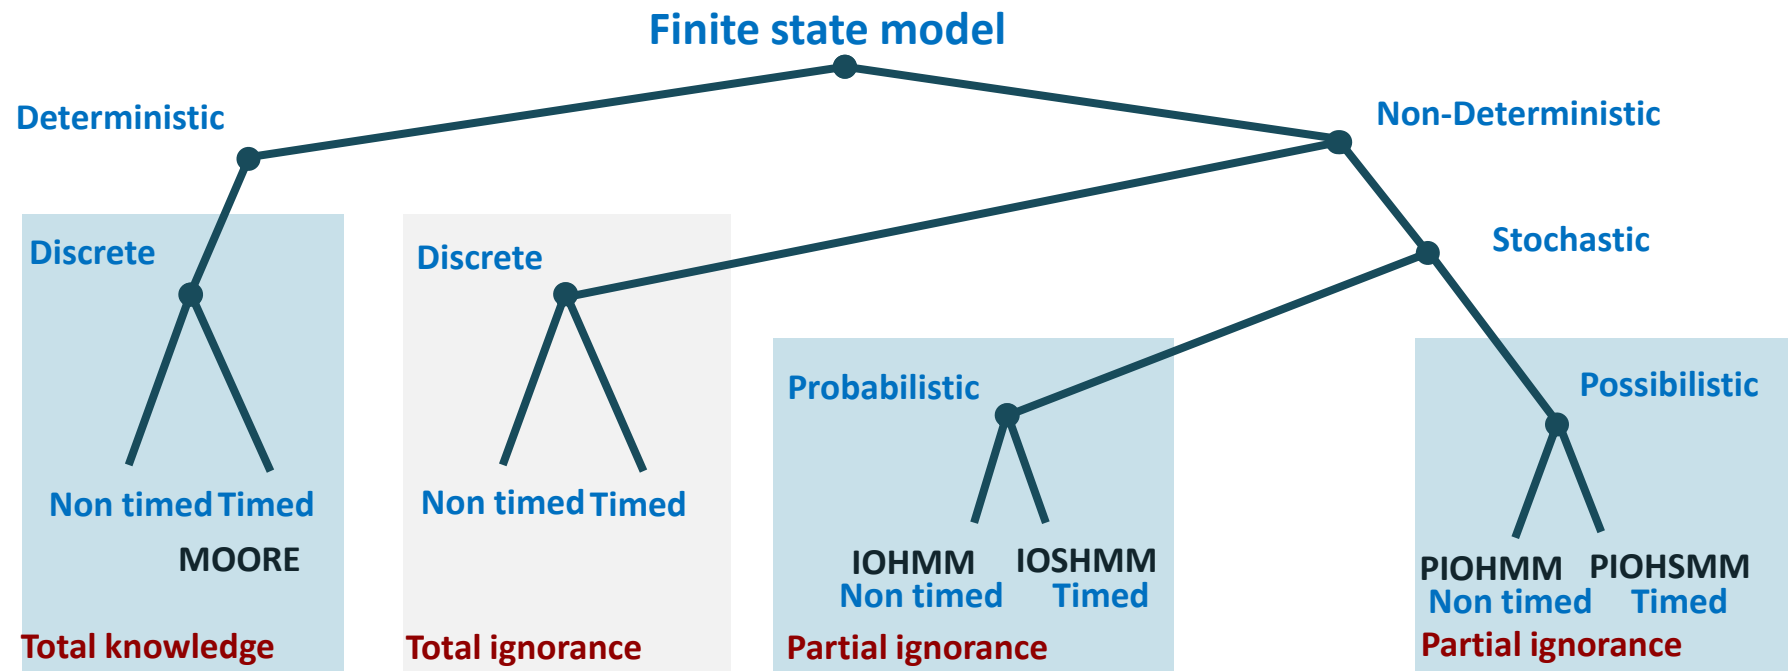 Finite state model
Deterministic
Non-Deterministic
Discrete
Discrete
Stochastic
Probabilistic
Possibilistic
Non timed Timed
Non timed Timed
MOORE
IOHMM IOSHMM
Non timed Timed
PIOHMM PIOHSMM
Non timed Timed
Total knowledge
Total ignorance
Partial ignorance
Partial ignorance